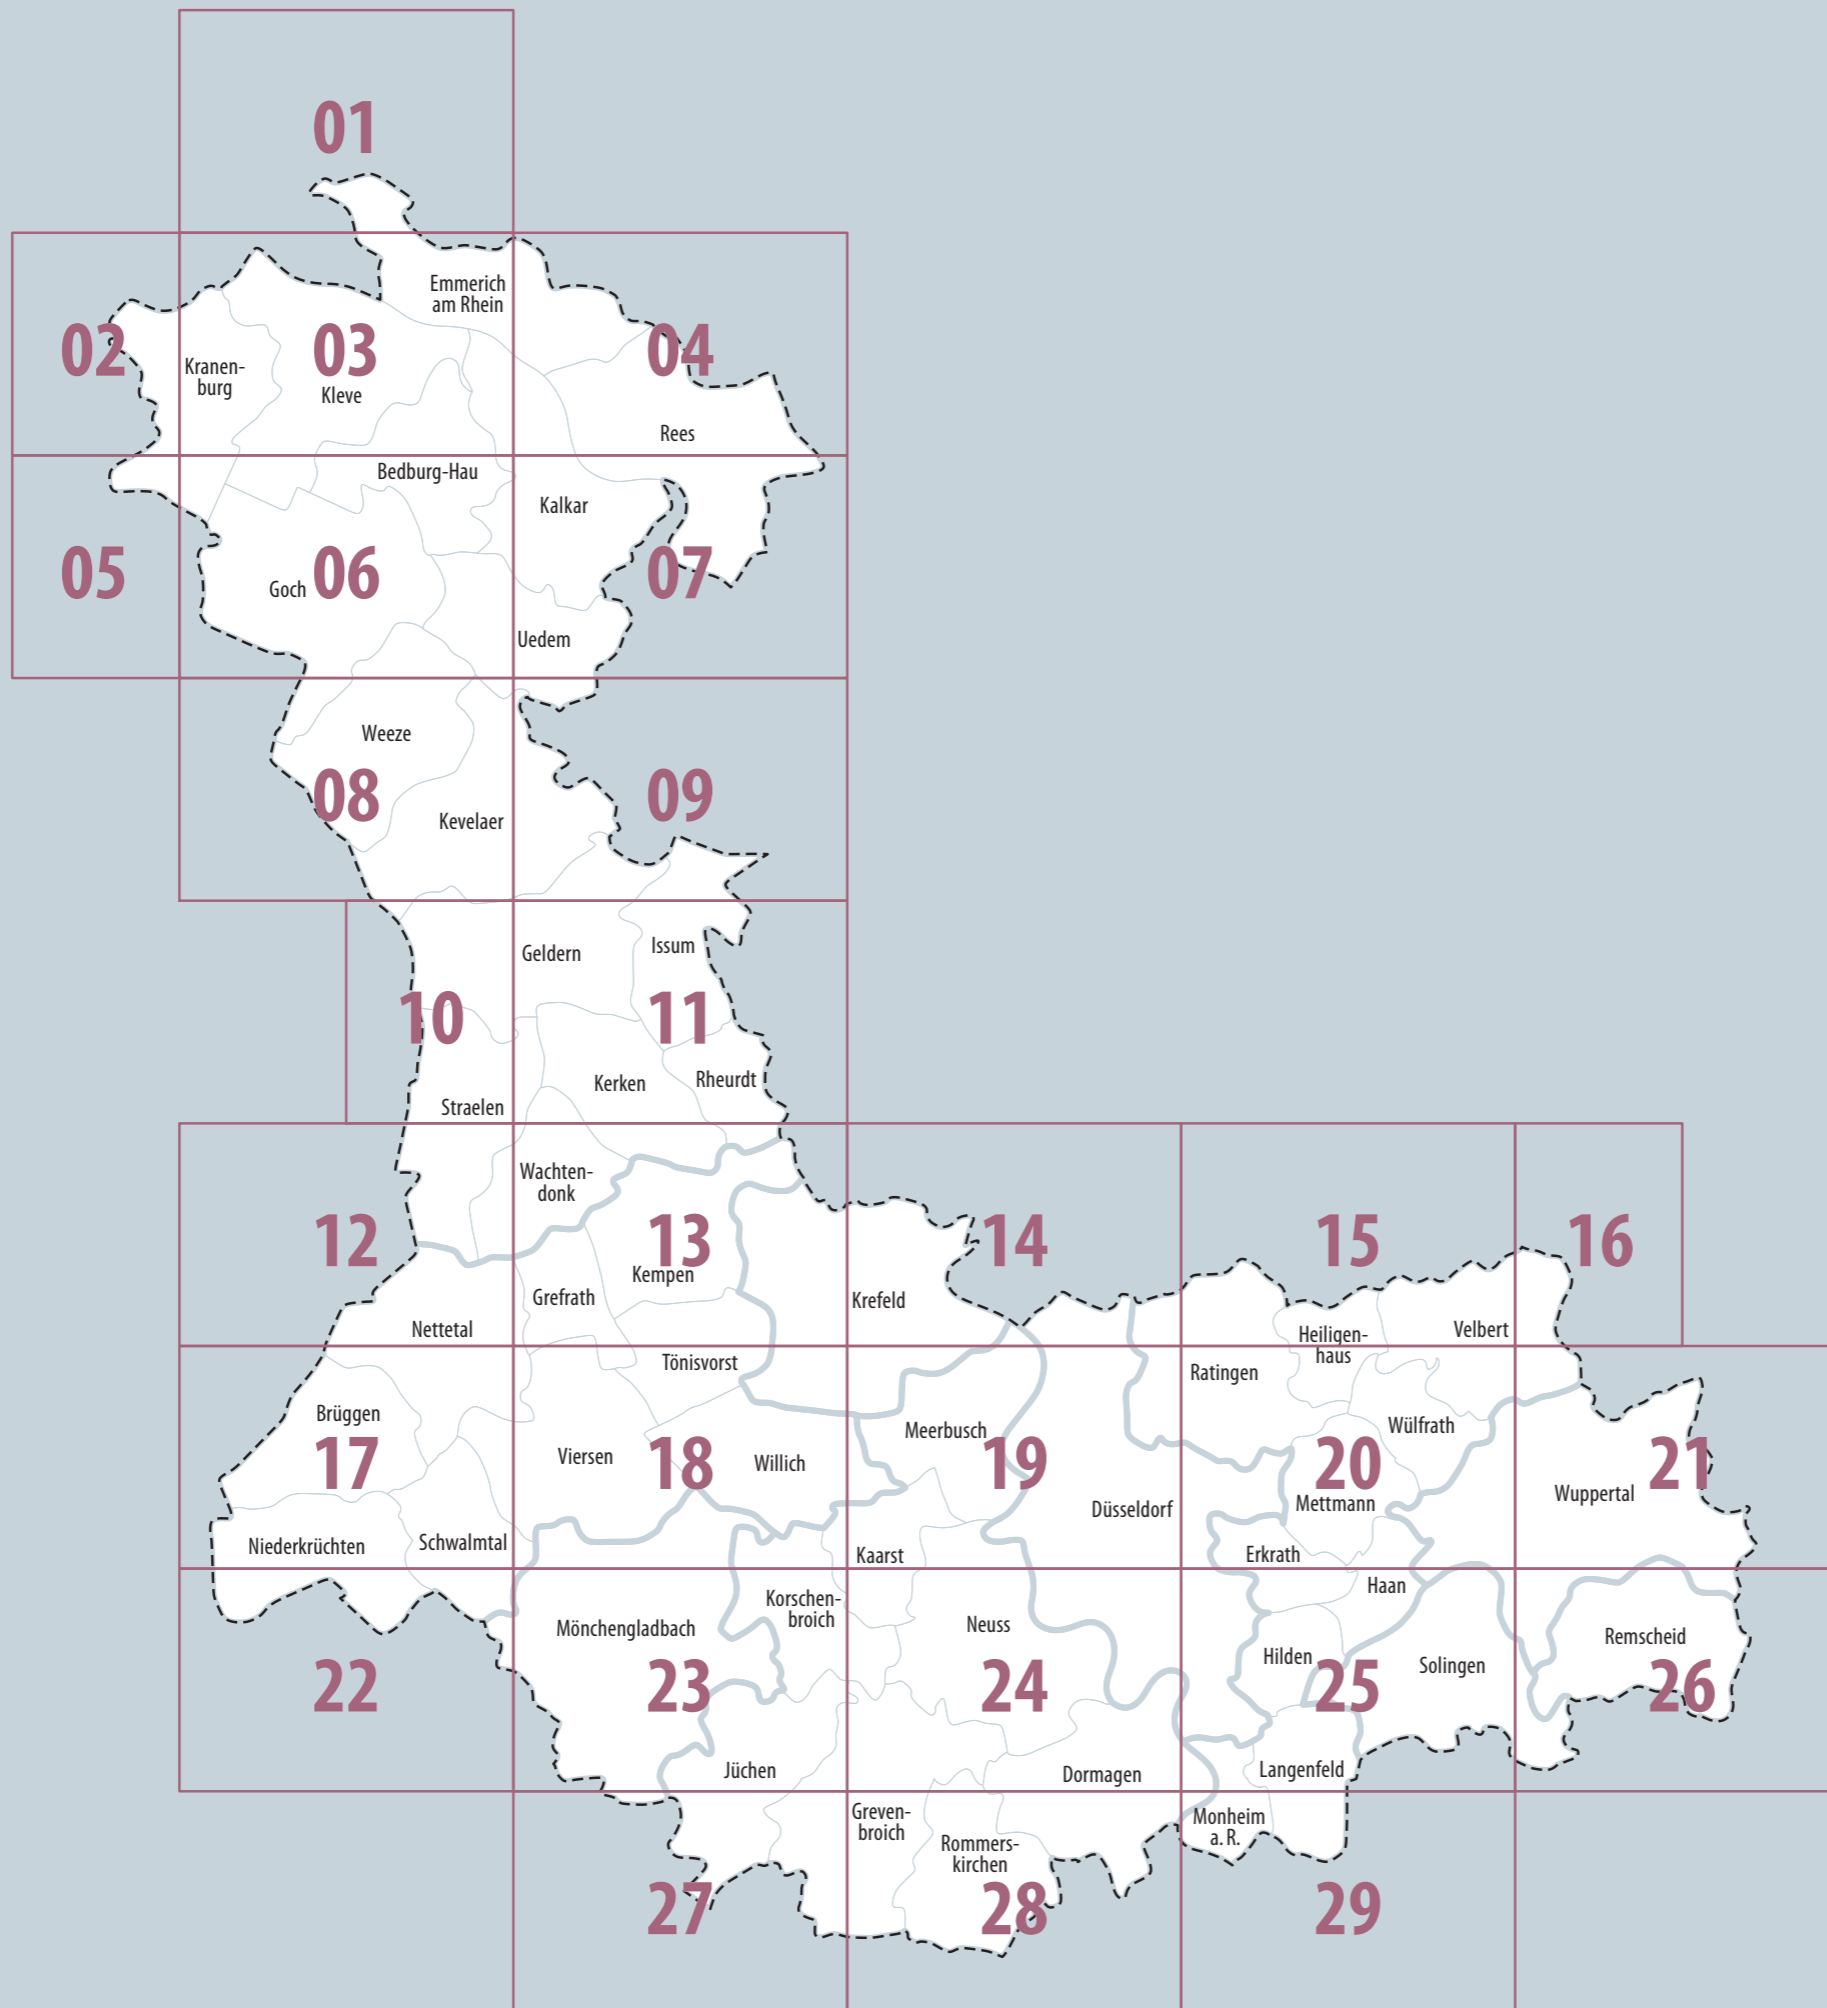 01
Emmerich
am Rhein
02
03
04
Kranen-
burg
Kleve
Rees
Bedburg-Hau
Kalkar
05
06
07
Goch
Uedem
Weeze
08
09
Kevelaer
Geldern
Issum
10
11
Kerken
Rheurdt
Straelen
Wachten-
donk
12
13
14
15
16
Kempen
Grefrath
Krefeld
Nettetal
Heiligen-
haus
Velbert
Tönisvorst
Ratingen
Brüggen
Meerbusch
Wülfrath
17
Viersen
18
Willich
19
20
21
Düsseldorf
Mettmann
Wuppertal
Niederkrüchten
Schwalmtal
Kaarst
Erkrath
Haan
Korschen-
broich
Mönchengladbach
Neuss
Remscheid
Hilden
Solingen
22
23
24
25
26
Jüchen
Dormagen
Langenfeld
Greven-
broich
Monheim
a. R.
Rommers-
kirchen
27
28
29